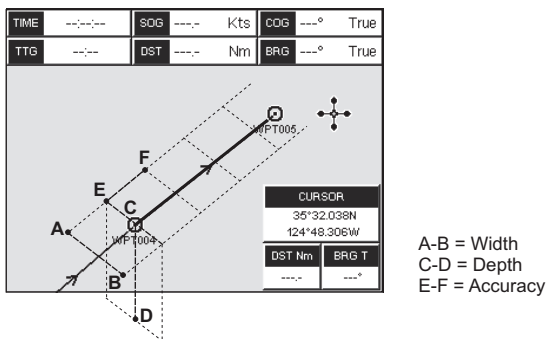 TIME --:--:-- SOG ---.- Kts COG ---° True
TTG --:-- DST ---.- Nm BRG ---° True
WPT005
F
E
C
A
WPT004
B
D
CURSOR
35°32.038N
124°48.306W
DST Nm BRG T
---.- ---°
A-B = Width
C-D = Depth
E-F = Accuracy